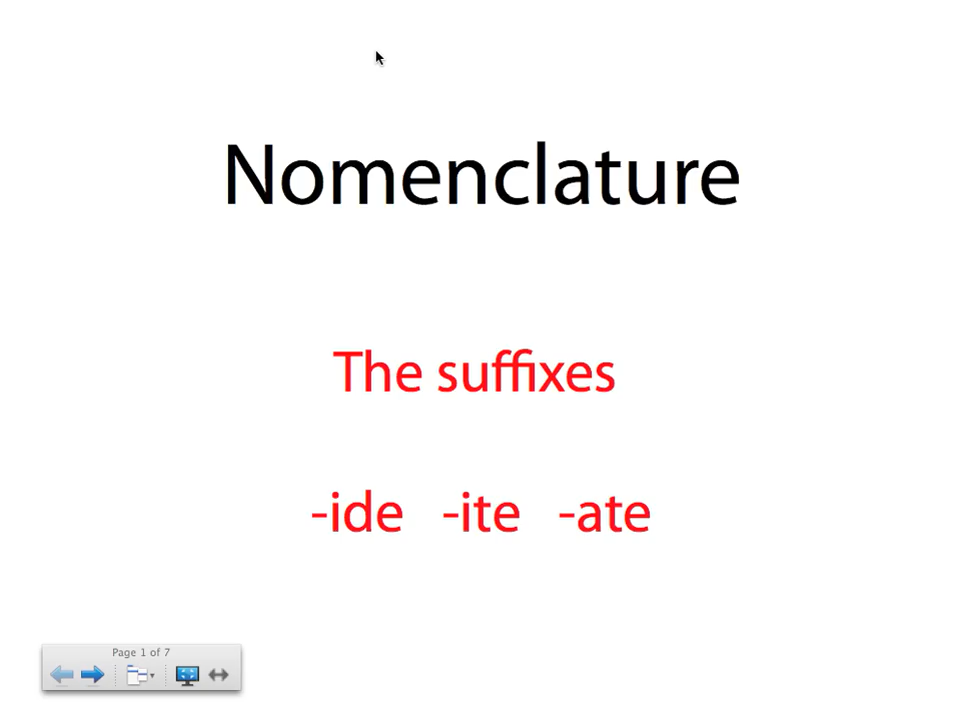 Nomenclature
The suffixes
-ide -ite -ate
Page 1 of 7